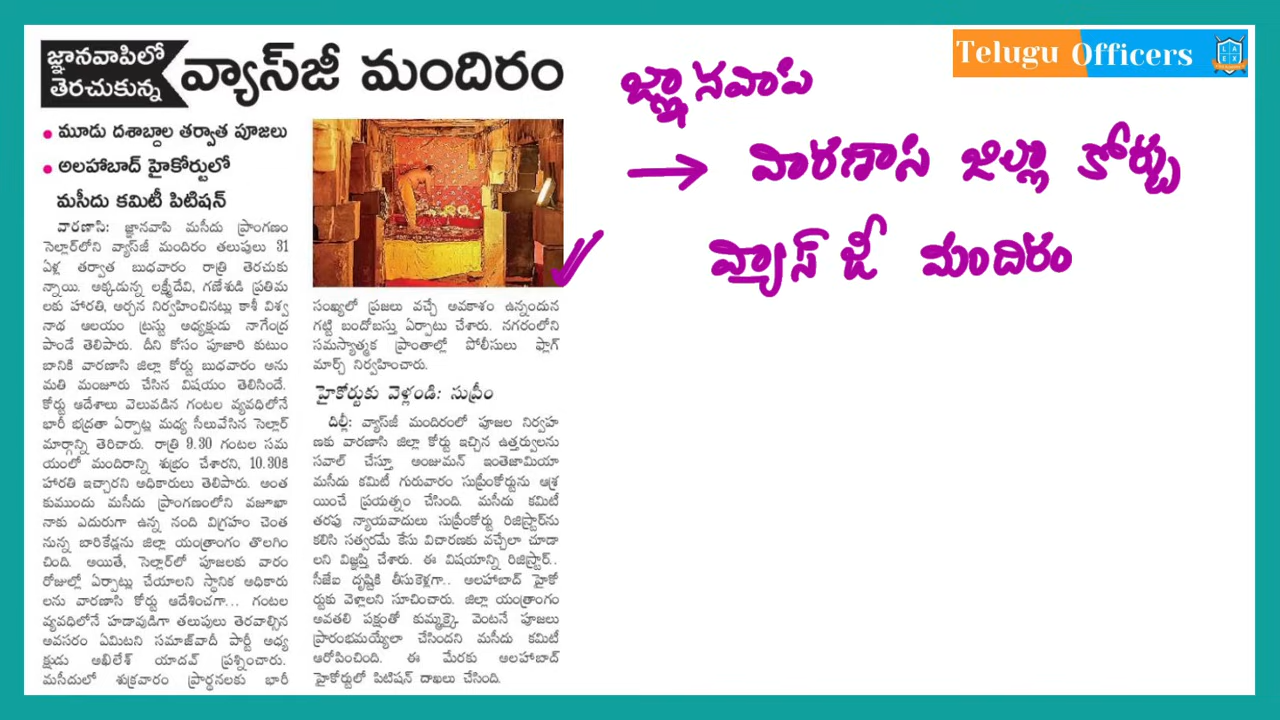 జ్ఞానవాపిలో
తెరచుకున్న
వ్యాస్‌జీ మందిరం
• మూడు దశాబ్దాల తర్వాత పూజలు
• అలహాబాద్ హైకోర్టులో
మసీదు కమిటీ పిటిషన్
వారణాసి: జ్ఞానవాపి మసీదు ప్రాంగణం
సెల్లార్‌లోని వ్యాస్‌జీ మందిరం తలుపులు 31
ఏళ్ల తర్వాత బుధవారం రాత్రి తెరచుకు
న్నాయి. అక్కడున్న లక్ష్మీదేవి, గణేశుడి ప్రతిమ
లకు హారతి, అర్చన నిర్వహించినట్లు కాశీ విశ్వ
నాథ ఆలయం ట్రస్టు అధ్యక్షుడు నాగేంద్ర
పాండే తెలిపారు. దీని కోసం పూజారి కుటుం
బానికి వారణాసి జిల్లా కోర్టు బుధవారం అను
మతి మంజూరు చేసిన విషయం తెలిసిందే.
కోర్టు ఆదేశాలు వెలువడిన గంటల వ్యవధిలోనే
భారీ భద్రతా ఏర్పాట్ల మధ్య సీలువేసిన సెల్లార్
మార్గాన్ని తెరిచారు. రాత్రి 9.30 గంటల సమ
యంలో మందిరాన్ని శుభ్రం చేశారని, 10.30కి
హారతి ఇచ్చారని అధికారులు తెలిపారు. అంత
కుముందు మసీదు ప్రాంగణంలోని వజూఖా
నాకు ఎదురుగా ఉన్న నంది విగ్రహం చెంత
నున్న బారికేడ్లను జిల్లా యంత్రాంగం తొలగిం
చింది. అయితే, సెల్లార్‌లో పూజలకు వారం
రోజుల్లో ఏర్పాట్లు చేయాలని స్థానిక అధికారు
లను వారణాసి కోర్టు ఆదేశించగా... గంటల
వ్యవధిలోనే హడావుడిగా తలుపులు తెరవాల్సిన
అవసరం ఏమిటని సమాజ్‌వాదీ పార్టీ అధ్య
క్షుడు అఖిలేశ్ యాదవ్ ప్రశ్నించారు.
మసీదులో శుక్రవారం ప్రార్థనలకు భారీ
సంఖ్యలో ప్రజలు వచ్చే అవకాశం ఉన్నందున
గట్టి బందోబస్తు ఏర్పాటు చేశారు. నగరంలోని
సమస్యాత్మక ప్రాంతాల్లో పోలీసులు ఫ్లాగ్
మార్చ్ నిర్వహించారు.
హైకోర్టుకు వెళ్లండి: సుప్రీం
దిల్లీ: వ్యాస్‌జీ మందిరంలో పూజల నిర్వహ
ణకు వారణాసి జిల్లా కోర్టు ఇచ్చిన ఉత్తర్వులను
సవాల్ చేస్తూ అంజుమన్ ఇంతెజామియా
మసీదు కమిటీ గురువారం సుప్రీంకోర్టును ఆశ్ర
యించే ప్రయత్నం చేసింది. మసీదు కమిటీ
తరఫు న్యాయవాదులు సుప్రీంకోర్టు రిజిస్ట్రార్‌ను
కలిసి సత్వరమే కేసు విచారణకు వచ్చేలా చూడా
లని విజ్ఞప్తి చేశారు. ఈ విషయాన్ని రిజిస్ట్రార్..
సీజేఐ దృష్టికి తీసుకెళ్లగా.. అలహాబాద్ హైకో
ర్టుకు వెళ్లాలని సూచించారు. జిల్లా యంత్రాంగం
అవతలి పక్షంతో కుమ్మక్కై వెంటనే పూజలు
ప్రారంభమయ్యేలా చేసిందని మసీదు కమిటీ
ఆరోపించింది. ఈ మేరకు అలహాబాద్
హైకోర్టులో పిటిషన్ దాఖలు చేసింది.
Telugu Officers
జ్ఞానవాపి
→ వారణాసి జిల్లా కోర్టు
వ్యాస్ జీ మందిరం